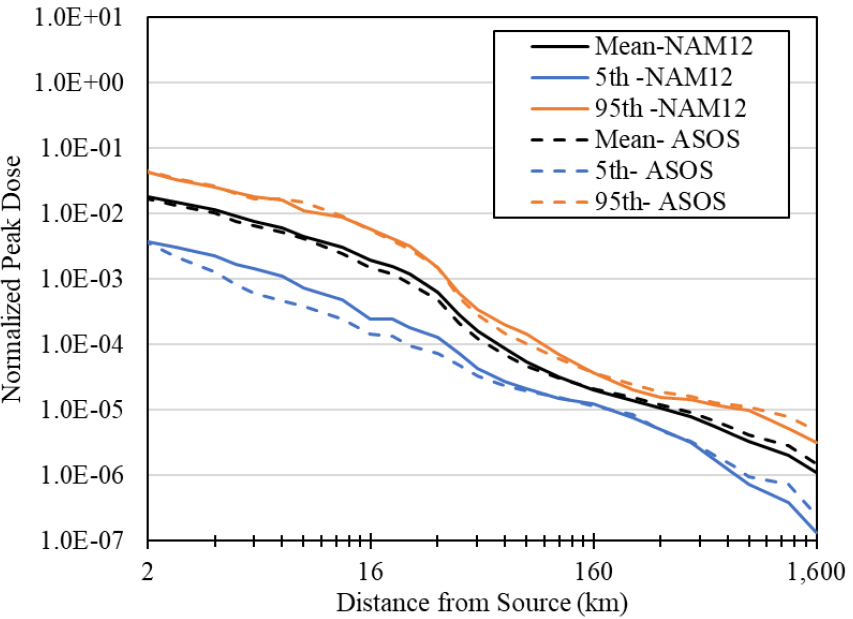 1.0E+01
1.0E+00
1.0E-01
1.0E-02
1.0E-03
1.0E-04
1.0E-05
1.0E-06
1.0E-07
Normalized Peak Dose
Mean-NAM12
5th -NAM12
95th -NAM12
Mean- ASOS
5th- ASOS
95th- ASOS
2 16 160 1,600
Distance from Source (km)